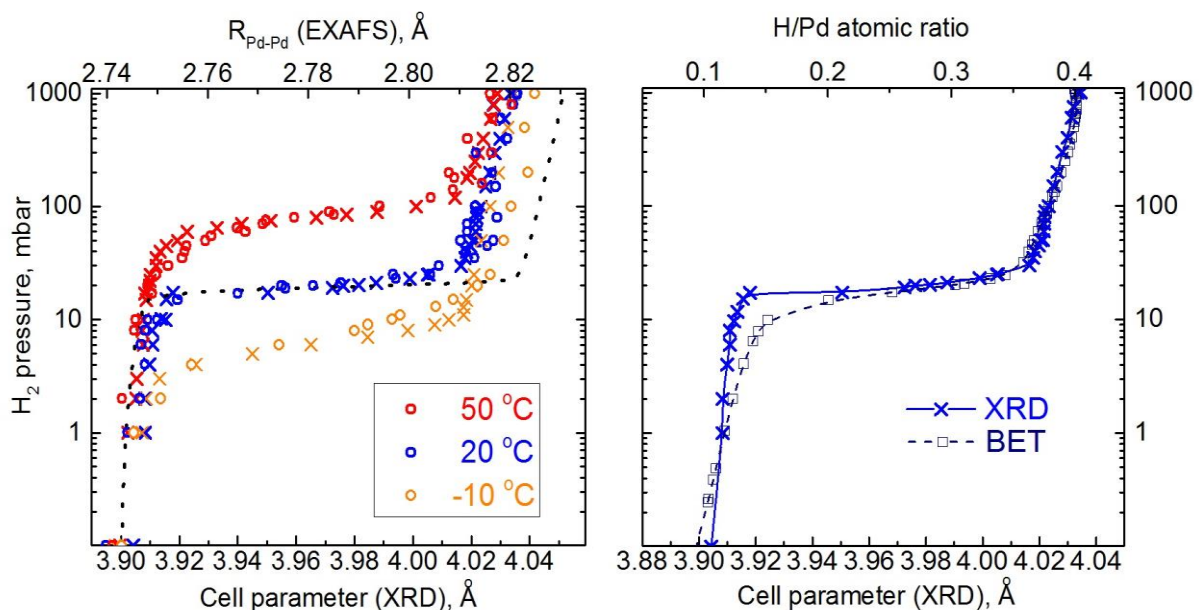 R_Pd-Pd (EXAFS), Å
2.74 2.76 2.78 2.80 2.82
H₂ pressure, mbar
1000
100
10
1
50 °C
20 °C
-10 °C
3.90 3.92 3.94 3.96 3.98 4.00 4.02 4.04
Cell parameter (XRD), Å
H/Pd atomic ratio
0.1 0.2 0.3 0.4
1000
100
10
1
XRD
BET
3.88 3.90 3.92 3.94 3.96 3.98 4.00 4.02 4.04
Cell parameter (XRD), Å